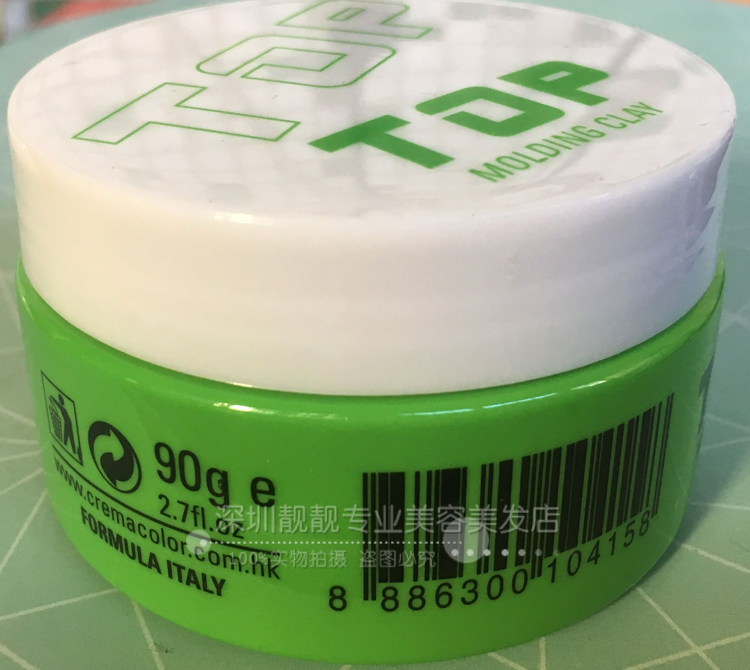 TOP
TOP
MOLDING CLAY
90g e
2.7fl.oz
www.cremacolor.com.hk
FORMULA ITALY
深圳靓靓专业美容美发店
100%实物拍摄 盗图必究
8 886300 104158